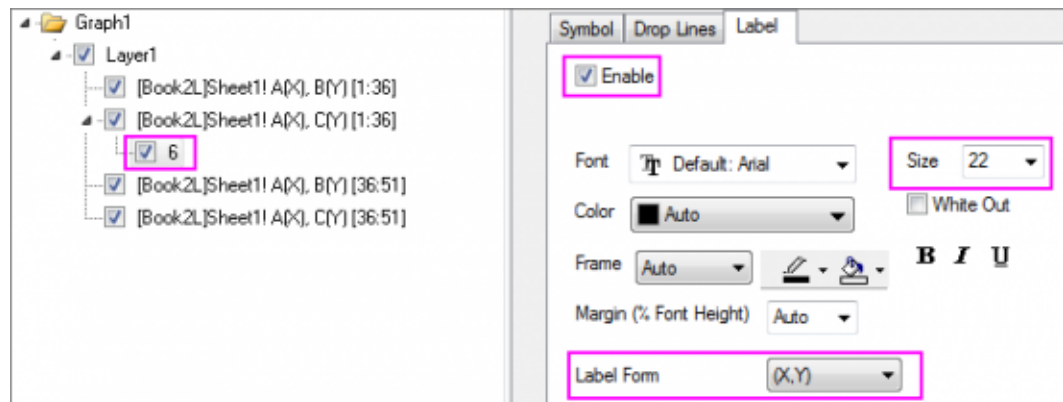 Graph1
Layer1
[Book2L]Sheet1! A(X), B(Y) [1:36]
[Book2L]Sheet1! A(X), C(Y) [1:36]
6
[Book2L]Sheet1! A(X), B(Y) [36:51]
[Book2L]Sheet1! A(X), C(Y) [36:51]
Symbol Drop Lines Label
Enable
Font Default: Arial Size 22
Color Auto White Out
Frame Auto B I U
Margin (% Font Height) Auto
Label Form (X,Y)